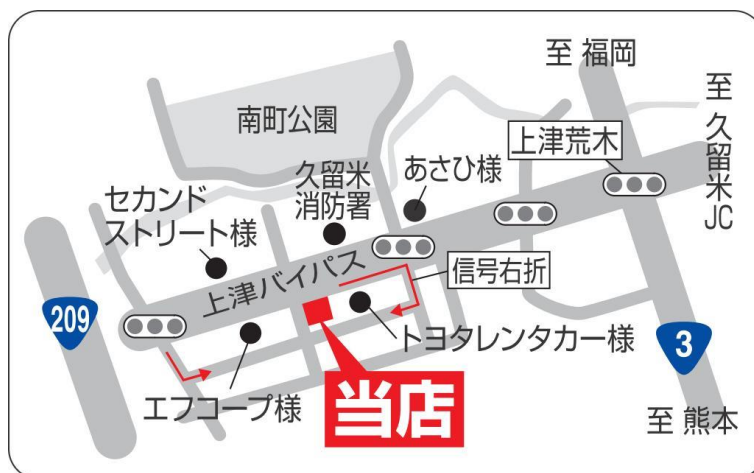 至 福岡
至 久留米JC
南町公園
上津荒木
久留米
消防署
あさひ様
セカンド
ストリート様
上津バイパス
信号右折
209
トヨタレンタカー様
3
エフコープ様
当店
至 熊本